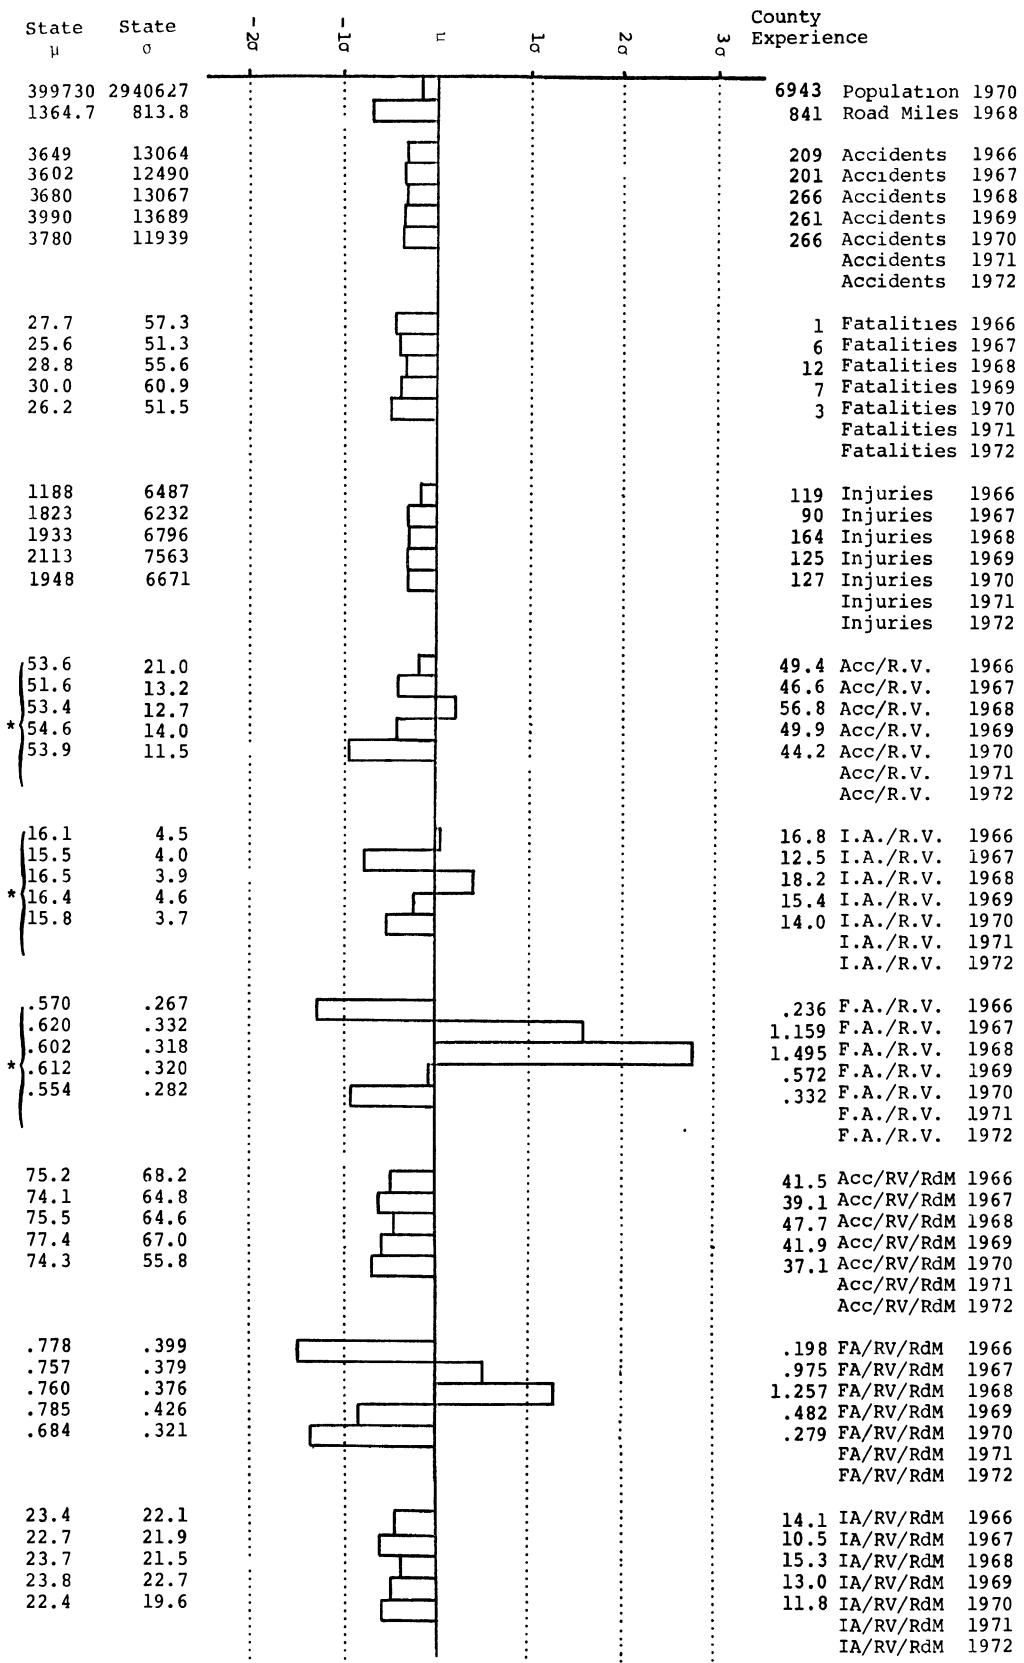 State State -2σ -1σ μ 1σ 2σ 3σ County
μ σ Experience
399730 2940627 6943 Population 1970
1364.7 813.8 841 Road Miles 1968
3649 13064 209 Accidents 1966
3602 12490 201 Accidents 1967
3680 13067 266 Accidents 1968
3990 13689 261 Accidents 1969
3780 11939 266 Accidents 1970
Accidents 1971
Accidents 1972
27.7 57.3 1 Fatalities 1966
25.6 51.3 6 Fatalities 1967
28.8 55.6 12 Fatalities 1968
30.0 60.9 7 Fatalities 1969
26.2 51.5 3 Fatalities 1970
Fatalities 1971
Fatalities 1972
1188 6487 119 Injuries 1966
1823 6232 90 Injuries 1967
1933 6796 164 Injuries 1968
2113 7563 125 Injuries 1969
1948 6671 127 Injuries 1970
Injuries 1971
Injuries 1972
53.6 21.0 49.4 Acc/R.V. 1966
51.6 13.2 46.6 Acc/R.V. 1967
53.4 12.7 56.8 Acc/R.V. 1968
* 54.6 14.0 49.9 Acc/R.V. 1969
53.9 11.5 44.2 Acc/R.V. 1970
Acc/R.V. 1971
Acc/R.V. 1972
16.1 4.5 16.8 I.A./R.V. 1966
15.5 4.0 12.5 I.A./R.V. 1967
16.5 3.9 18.2 I.A./R.V. 1968
* 16.4 4.6 15.4 I.A./R.V. 1969
15.8 3.7 14.0 I.A./R.V. 1970
I.A./R.V. 1971
I.A./R.V. 1972
.570 .267 .236 F.A./R.V. 1966
.620 .332 1.159 F.A./R.V. 1967
.602 .318 1.495 F.A./R.V. 1968
* .612 .320 .572 F.A./R.V. 1969
.554 .282 .332 F.A./R.V. 1970
F.A./R.V. 1971
F.A./R.V. 1972
75.2 68.2 41.5 Acc/RV/RdM 1966
74.1 64.8 39.1 Acc/RV/RdM 1967
75.5 64.6 47.7 Acc/RV/RdM 1968
77.4 67.0 41.9 Acc/RV/RdM 1969
74.3 55.8 37.1 Acc/RV/RdM 1970
Acc/RV/RdM 1971
Acc/RV/RdM 1972
.778 .399 .198 FA/RV/RdM 1966
.757 .379 .975 FA/RV/RdM 1967
.760 .376 1.257 FA/RV/RdM 1968
.785 .426 .482 FA/RV/RdM 1969
.684 .321 .279 FA/RV/RdM 1970
FA/RV/RdM 1971
FA/RV/RdM 1972
23.4 22.1 14.1 IA/RV/RdM 1966
22.7 21.9 10.5 IA/RV/RdM 1967
23.7 21.5 15.3 IA/RV/RdM 1968
23.8 22.7 13.0 IA/RV/RdM 1969
22.4 19.6 11.8 IA/RV/RdM 1970
IA/RV/RdM 1971
IA/RV/RdM 1972